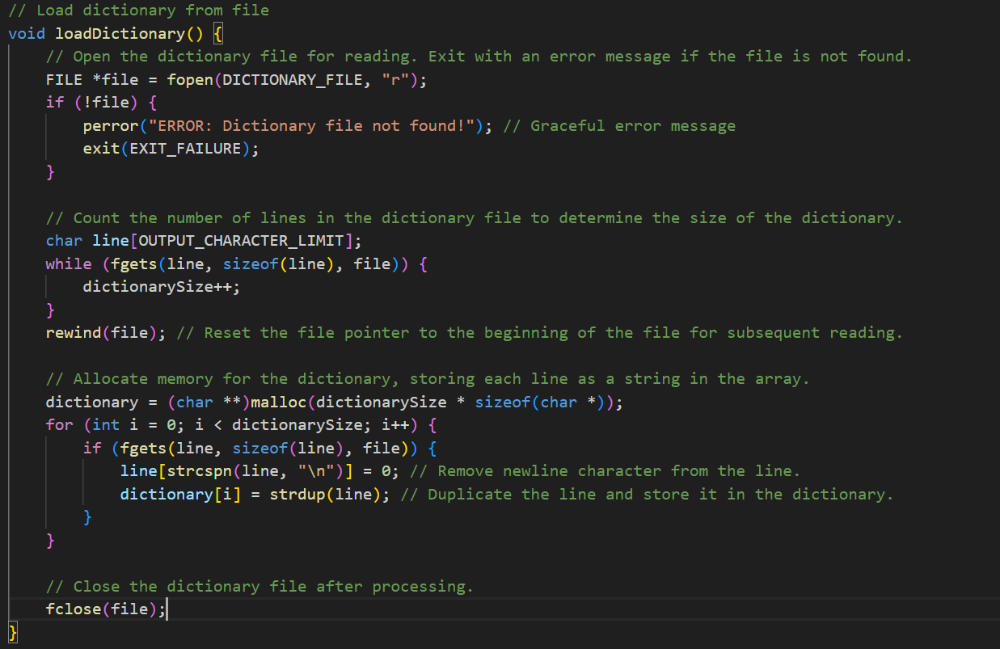 // Load dictionary from file
void loadDictionary() {
    // Open the dictionary file for reading. Exit with an error message if the file is not found.
    FILE *file = fopen(DICTIONARY_FILE, "r");
    if (!file) {
        perror("ERROR: Dictionary file not found!"); // Graceful error message
        exit(EXIT_FAILURE);
    }

    // Count the number of lines in the dictionary file to determine the size of the dictionary.
    char line[OUTPUT_CHARACTER_LIMIT];
    while (fgets(line, sizeof(line), file)) {
        dictionarySize++;
    }
    rewind(file); // Reset the file pointer to the beginning of the file for subsequent reading.

    // Allocate memory for the dictionary, storing each line as a string in the array.
    dictionary = (char **)malloc(dictionarySize * sizeof(char *));
    for (int i = 0; i < dictionarySize; i++) {
        if (fgets(line, sizeof(line), file)) {
            line[strcspn(line, "\n")] = 0; // Remove newline character from the line.
            dictionary[i] = strdup(line); // Duplicate the line and store it in the dictionary.
        }
    }

    // Close the dictionary file after processing.
    fclose(file);
}